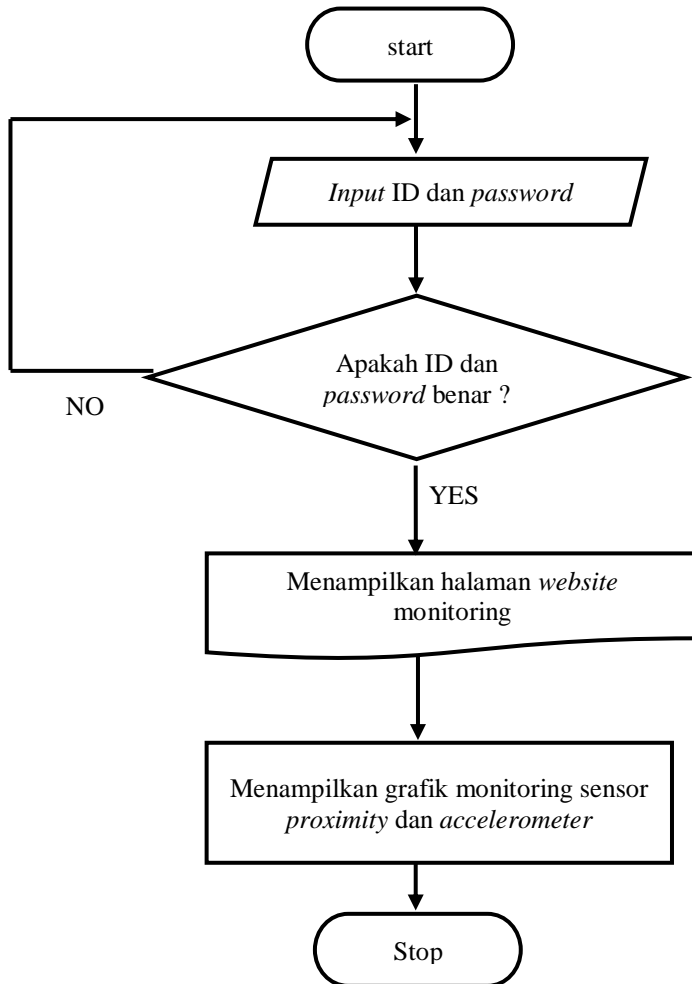 start
Input ID dan password
Apakah ID dan
password benar ?
NO
YES
Menampilkan halaman website
monitoring
Menampilkan grafik monitoring sensor
proximity dan accelerometer
Stop